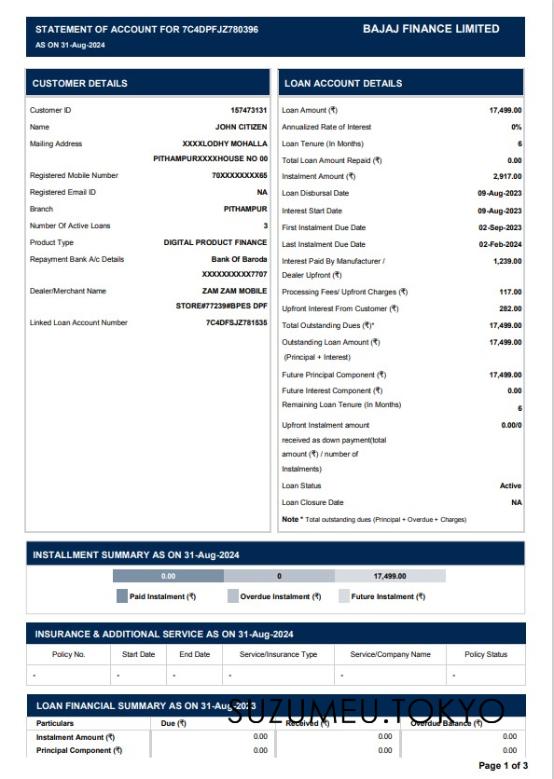 STATEMENT OF ACCOUNT FOR 7C4DPFJZ780396
BAJAJ FINANCE LIMITED
AS ON 31-Aug-2024
CUSTOMER DETAILS
Customer ID 157473131
Name JOHN CITIZEN
Mailing Address XXXXLODHY MOHALLA
PITHAMPURXXXXHOUSE NO 00
Registered Mobile Number 70XXXXXXXX65
Registered Email ID NA
Branch PITHAMPUR
Number Of Active Loans 3
Product Type DIGITAL PRODUCT FINANCE
Repayment Bank A/c Details Bank Of Baroda
XXXXXXXXXX7707
Dealer/Merchant Name ZAM ZAM MOBILE
STORE#77239#BPES DPF
Linked Loan Account Number 7C4DFSJZ781535
LOAN ACCOUNT DETAILS
Loan Amount (₹) 17,499.00
Annualized Rate of Interest 0%
Loan Tenure (In Months) 6
Total Loan Amount Repaid (₹) 0.00
Instalment Amount (₹) 2,917.00
Loan Disbursal Date 09-Aug-2023
Interest Start Date 09-Aug-2023
First Instalment Due Date 02-Sep-2023
Last Instalment Due Date 02-Feb-2024
Interest Paid By Manufacturer / 1,239.00
Dealer Upfront (₹)
Processing Fees/ Upfront Charges (₹) 117.00
Upfront Interest From Customer (₹) 282.00
Total Outstanding Dues (₹)* 17,499.00
Outstanding Loan Amount (₹) 17,499.00
(Principal + Interest)
Future Principal Component (₹) 17,499.00
Future Interest Component (₹) 0.00
Remaining Loan Tenure (In Months) 6
Upfront Instalment amount 0.00/0
received as down payment(total
amount (₹) / number of
Instalments)
Loan Status Active
Loan Closure Date NA
Note * Total outstanding dues (Principal + Overdue + Charges)
INSTALLMENT SUMMARY AS ON 31-Aug-2024
0.00 0 17,499.00
Paid Instalment (₹) Overdue Instalment (₹) Future Instalment (₹)
INSURANCE & ADDITIONAL SERVICE AS ON 31-Aug-2024
Policy No. Start Date End Date Service/Insurance Type Service/Company Name Policy Status
- - - - - -
LOAN FINANCIAL SUMMARY AS ON 31-Aug-2023
SUZUMEU.TOKYO
Particulars Due (₹) Received (₹) Overdue Balance (₹)
Instalment Amount (₹) 0.00 0.00 0.00
Principal Component (₹) 0.00 0.00 0.00
Page 1 of 3